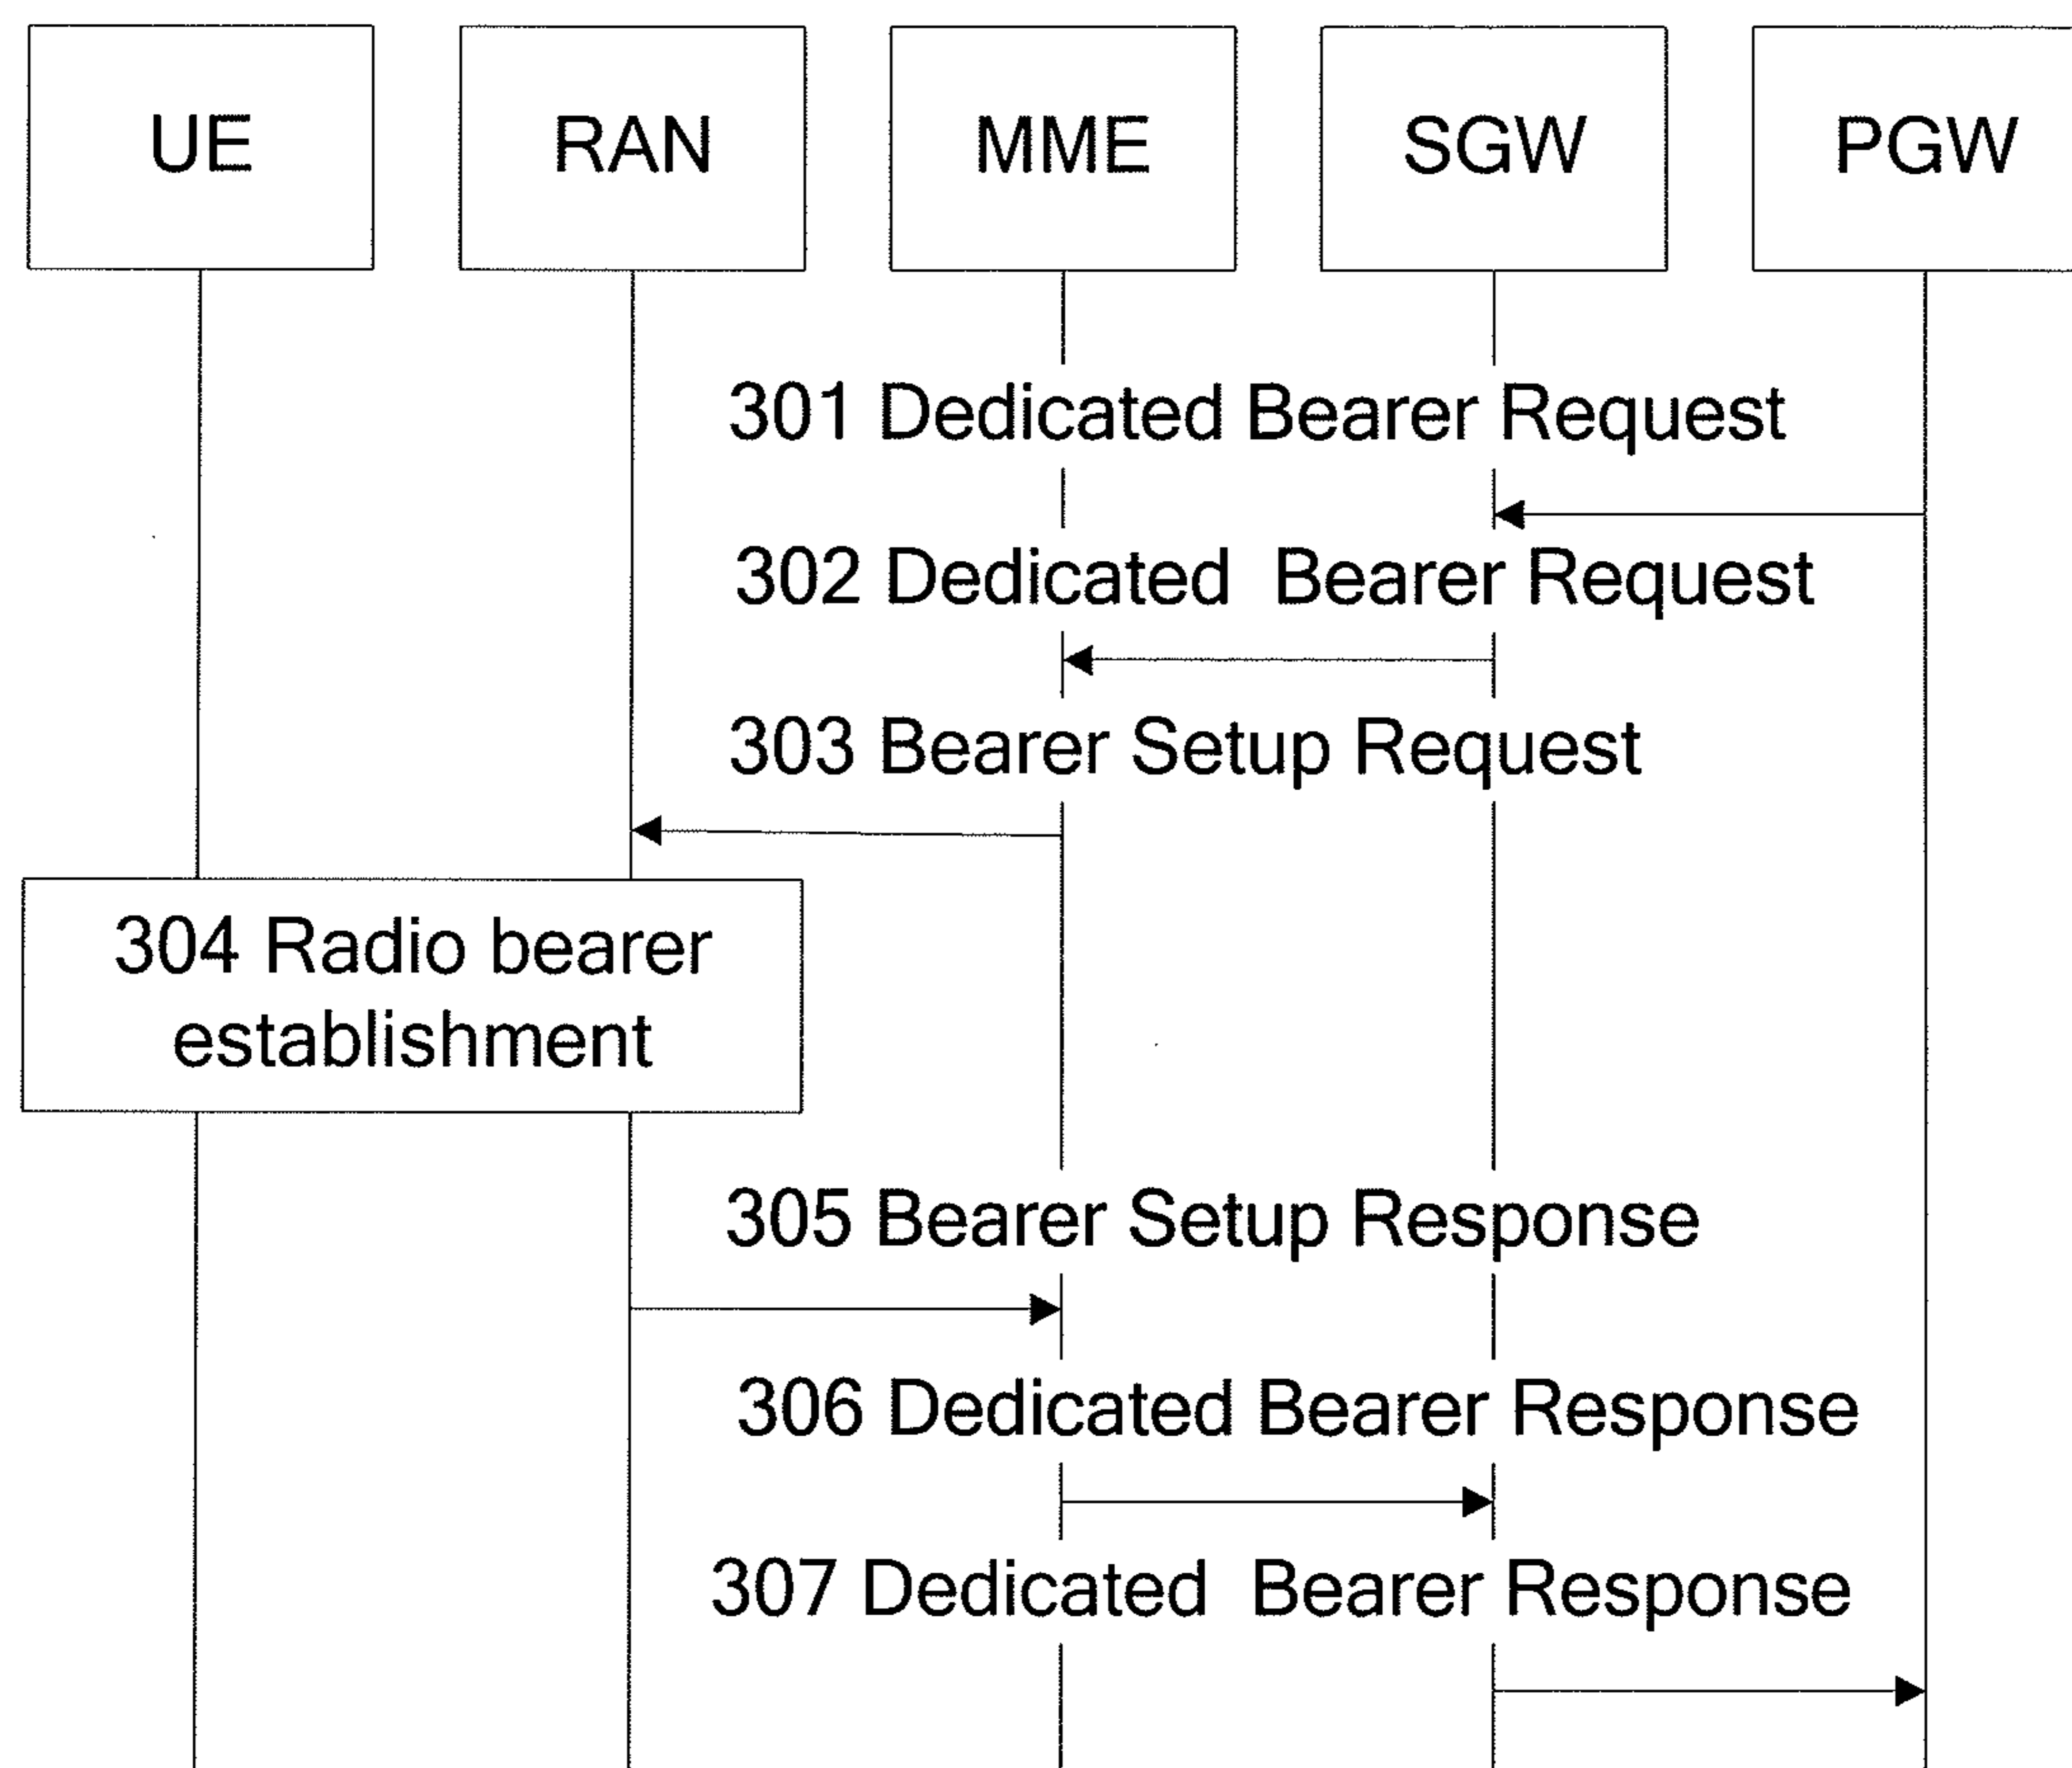 UE
RAN
MME
SGW
PGW
301 Dedicated Bearer Request
302 Dedicated Bearer Request
303 Bearer Setup Request
304 Radio bearer
establishment
305 Bearer Setup Response
306 Dedicated Bearer Response
307 Dedicated Bearer Response